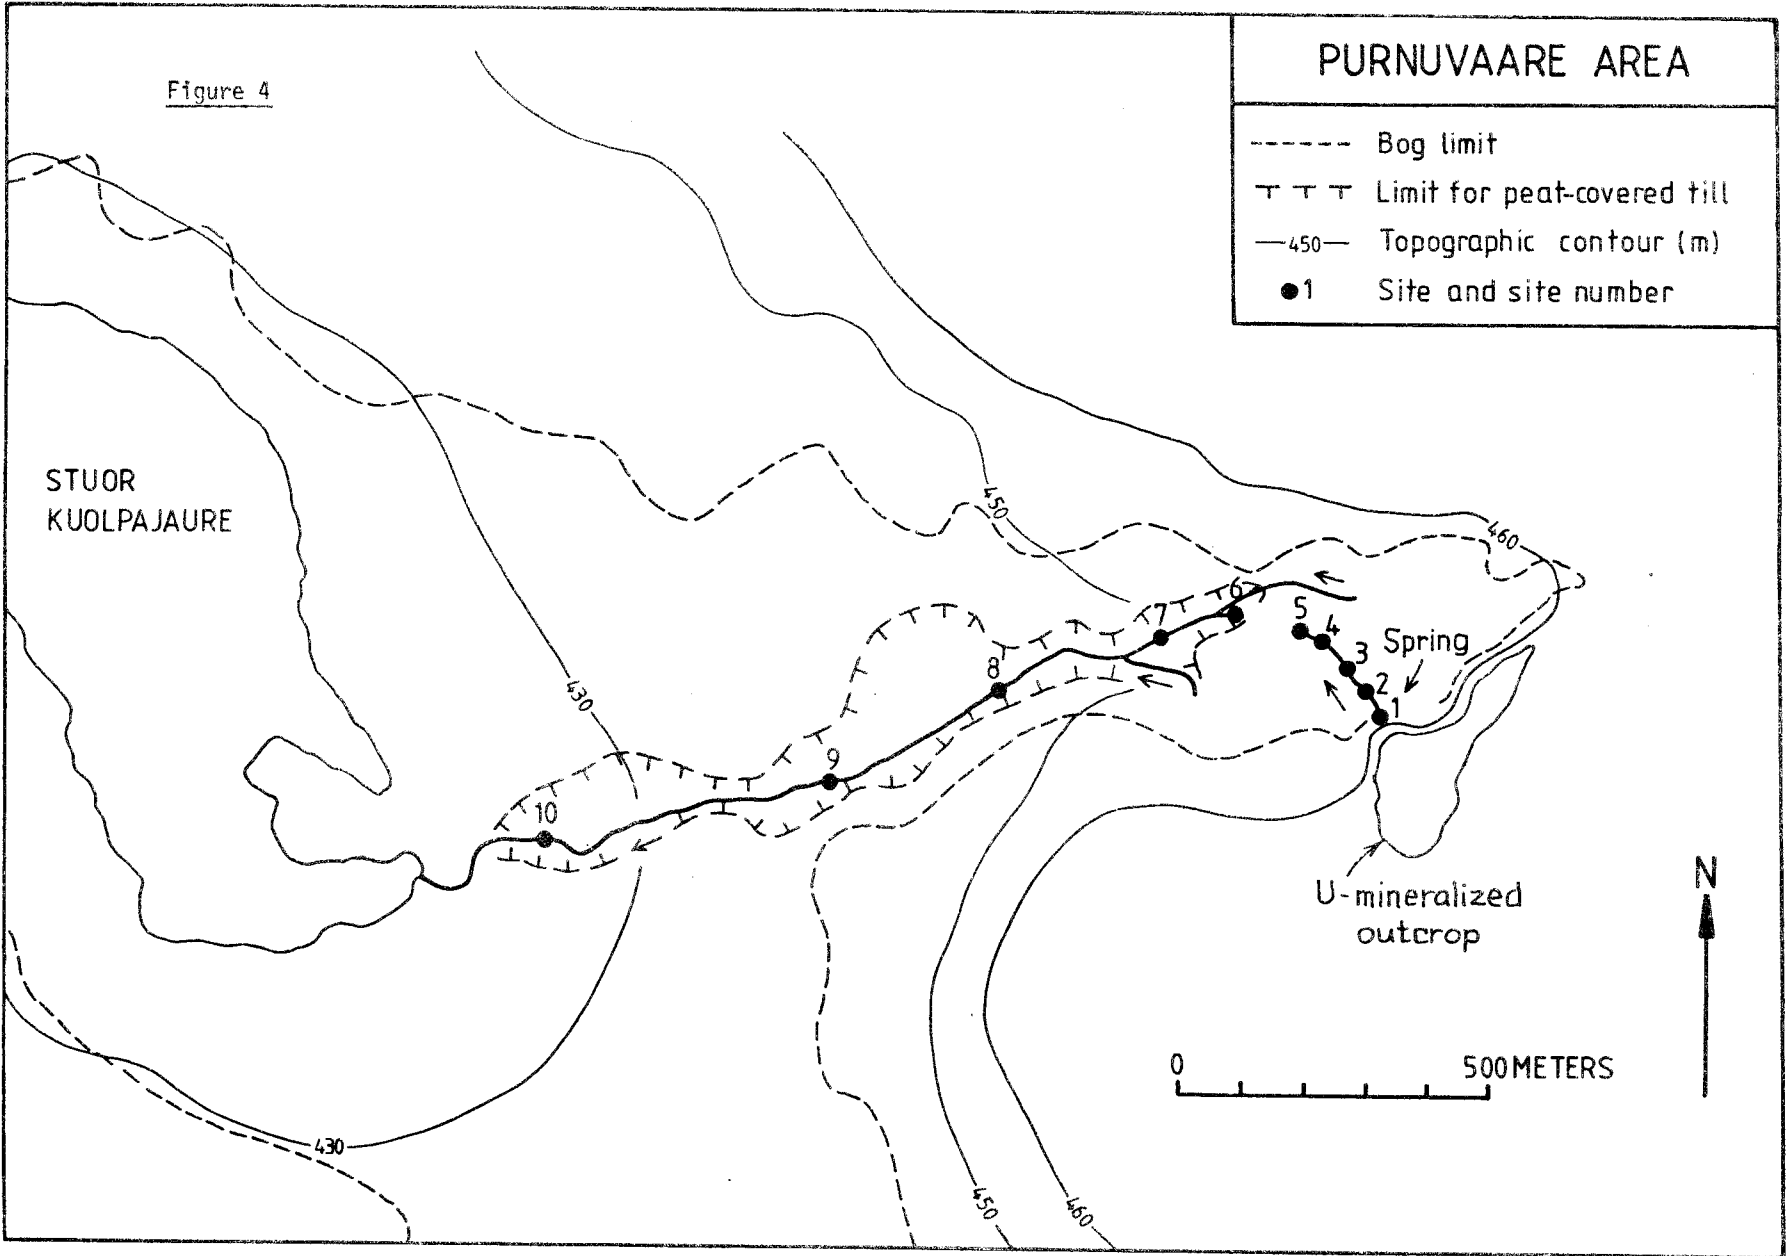 Figure 4
PURNUVAARE AREA
Bog limit
Limit for peat-covered till
450 Topographic contour (m)
1 Site and site number
STUOR
KUOLPAJAURE
450
460
430
5
4
3
Spring
2
1
6
7
8
9
10
U-mineralized
outcrop
N
0 500 METERS
430
450
460